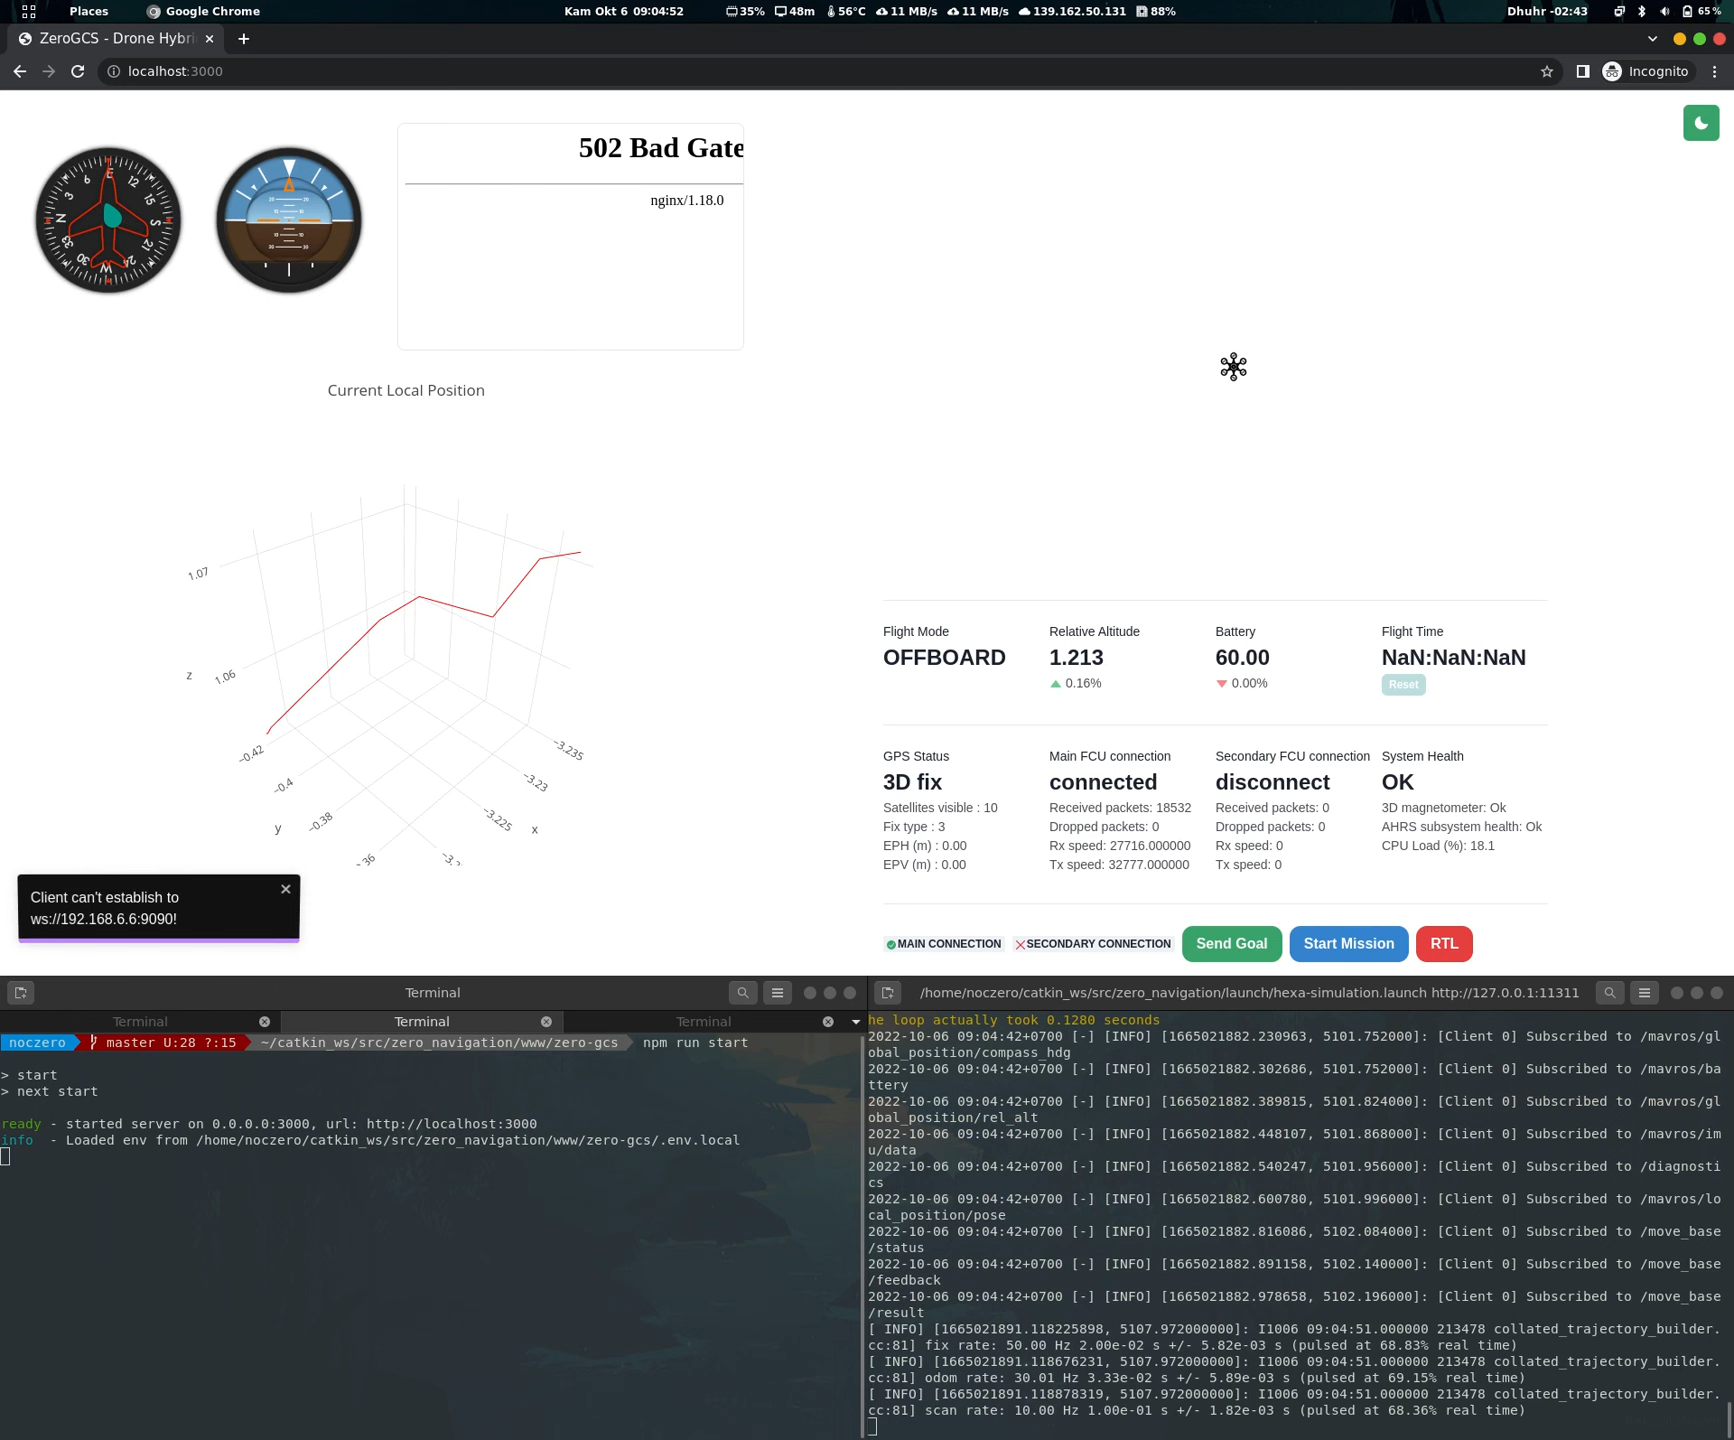 Places
Google Chrome
Kam Okt 6 09:04:52
35%
48m
56°C
11 MB/s
11 MB/s
139.162.50.131
88%
Dhuhr -02:43
65%
ZeroGCS - Drone Hybri
localhost:3000
Incognito
E
12
15
S
21
24
W
30
33
N
3
6
502 Bad Gate
nginx/1.18.0
Current Local Position
1.07
z
1.06
−0.42
−0.4
y
−0.38
−3.235
−3.23
−3.225
x
Client can't establish to
ws://192.168.6.6:9090!
Flight Mode
OFFBOARD
Relative Altitude
1.213
0.16%
Battery
60.00
0.00%
Flight Time
NaN:NaN:NaN
Reset
GPS Status
3D fix
Satellites visible : 10
Fix type : 3
EPH (m) : 0.00
EPV (m) : 0.00
Main FCU connection
connected
Received packets: 18532
Dropped packets: 0
Rx speed: 27716.000000
Tx speed: 32777.000000
Secondary FCU connection
disconnect
Received packets: 0
Dropped packets: 0
Rx speed: 0
Tx speed: 0
System Health
OK
3D magnetometer: Ok
AHRS subsystem health: Ok
CPU Load (%): 18.1
MAIN CONNECTION
SECONDARY CONNECTION
Send Goal
Start Mission
RTL
Terminal
Terminal
Terminal
Terminal
noczero master U:28 ?:15 ~/catkin_ws/src/zero_navigation/www/zero-gcs npm run start
> start
> next start
ready - started server on 0.0.0.0:3000, url: http://localhost:3000
info - Loaded env from /home/noczero/catkin_ws/src/zero_navigation/www/zero-gcs/.env.local
/home/noczero/catkin_ws/src/zero_navigation/launch/hexa-simulation.launch http://127.0.0.1:11311
he loop actually took 0.1280 seconds
2022-10-06 09:04:42+0700 [-] [INFO] [1665021882.230963, 5101.752000]: [Client 0] Subscribed to /mavros/gl
obal_position/compass_hdg
2022-10-06 09:04:42+0700 [-] [INFO] [1665021882.302686, 5101.752000]: [Client 0] Subscribed to /mavros/ba
ttery
2022-10-06 09:04:42+0700 [-] [INFO] [1665021882.389815, 5101.824000]: [Client 0] Subscribed to /mavros/gl
obal_position/rel_alt
2022-10-06 09:04:42+0700 [-] [INFO] [1665021882.448107, 5101.868000]: [Client 0] Subscribed to /mavros/im
u/data
2022-10-06 09:04:42+0700 [-] [INFO] [1665021882.540247, 5101.956000]: [Client 0] Subscribed to /diagnosti
cs
2022-10-06 09:04:42+0700 [-] [INFO] [1665021882.600780, 5101.996000]: [Client 0] Subscribed to /mavros/lo
cal_position/pose
2022-10-06 09:04:42+0700 [-] [INFO] [1665021882.816086, 5102.084000]: [Client 0] Subscribed to /move_base
/status
2022-10-06 09:04:42+0700 [-] [INFO] [1665021882.891158, 5102.140000]: [Client 0] Subscribed to /move_base
/feedback
2022-10-06 09:04:42+0700 [-] [INFO] [1665021882.978658, 5102.196000]: [Client 0] Subscribed to /move_base
/result
[ INFO] [1665021891.118225898, 5107.972000000]: I1006 09:04:51.000000 213478 collated_trajectory_builder.
cc:81] fix rate: 50.00 Hz 2.00e-02 s +/- 5.82e-03 s (pulsed at 68.83% real time)
[ INFO] [1665021891.118676231, 5107.972000000]: I1006 09:04:51.000000 213478 collated_trajectory_builder.
cc:81] odom rate: 30.01 Hz 3.33e-02 s +/- 5.89e-03 s (pulsed at 69.15% real time)
[ INFO] [1665021891.118878319, 5107.972000000]: I1006 09:04:51.000000 213478 collated_trajectory_builder.
cc:81] scan rate: 10.00 Hz 1.00e-01 s +/- 1.82e-03 s (pulsed at 68.36% real time)